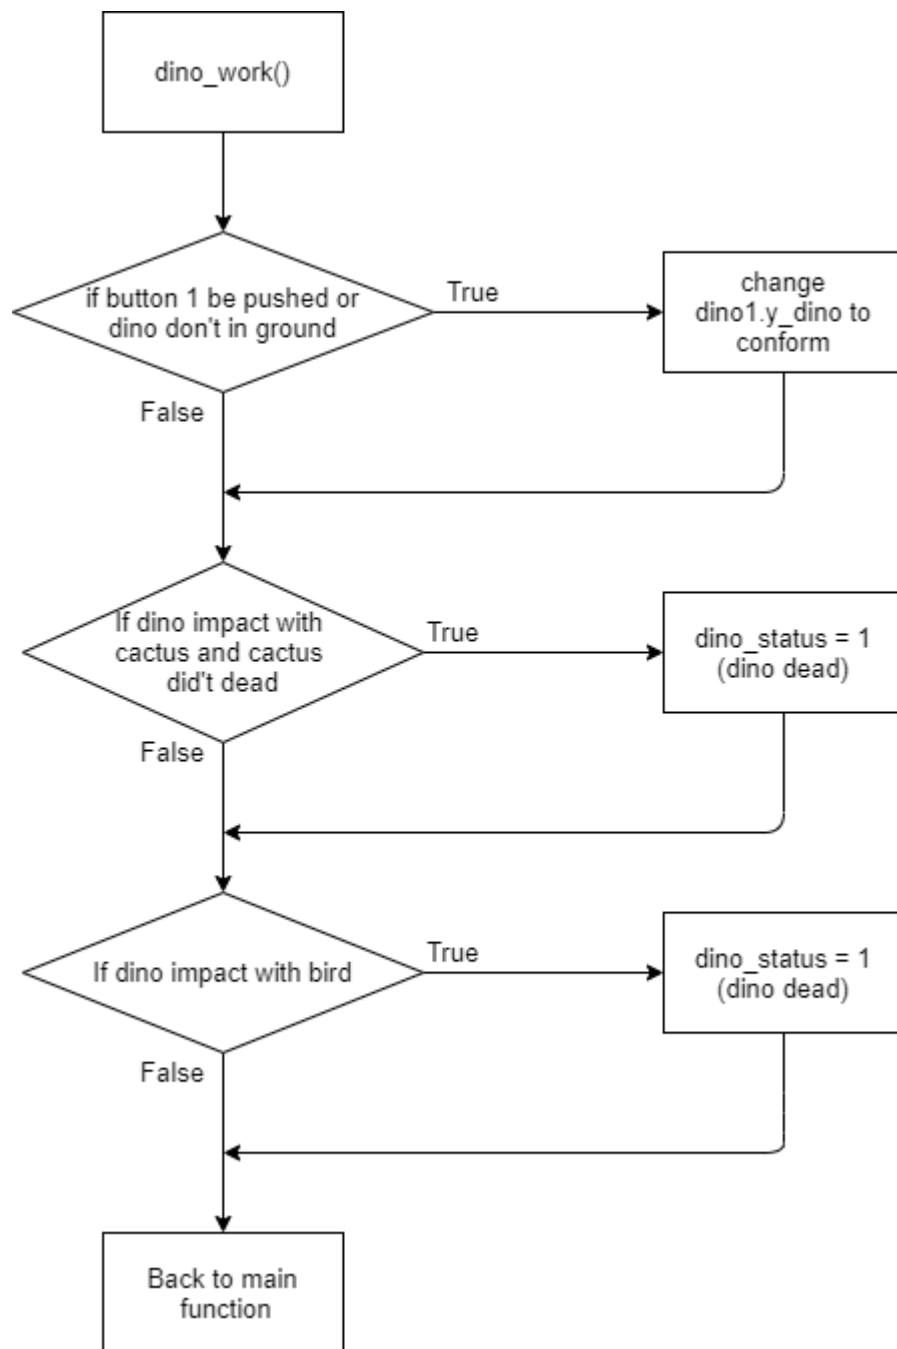 dino_work()
if button 1 be pushed or
dino don't in ground
True
change
dino1.y_dino to
conform
False
If dino impact with
cactus and cactus
did't dead
True
dino_status = 1
(dino dead)
False
If dino impact with bird
True
dino_status = 1
(dino dead)
False
Back to main
function